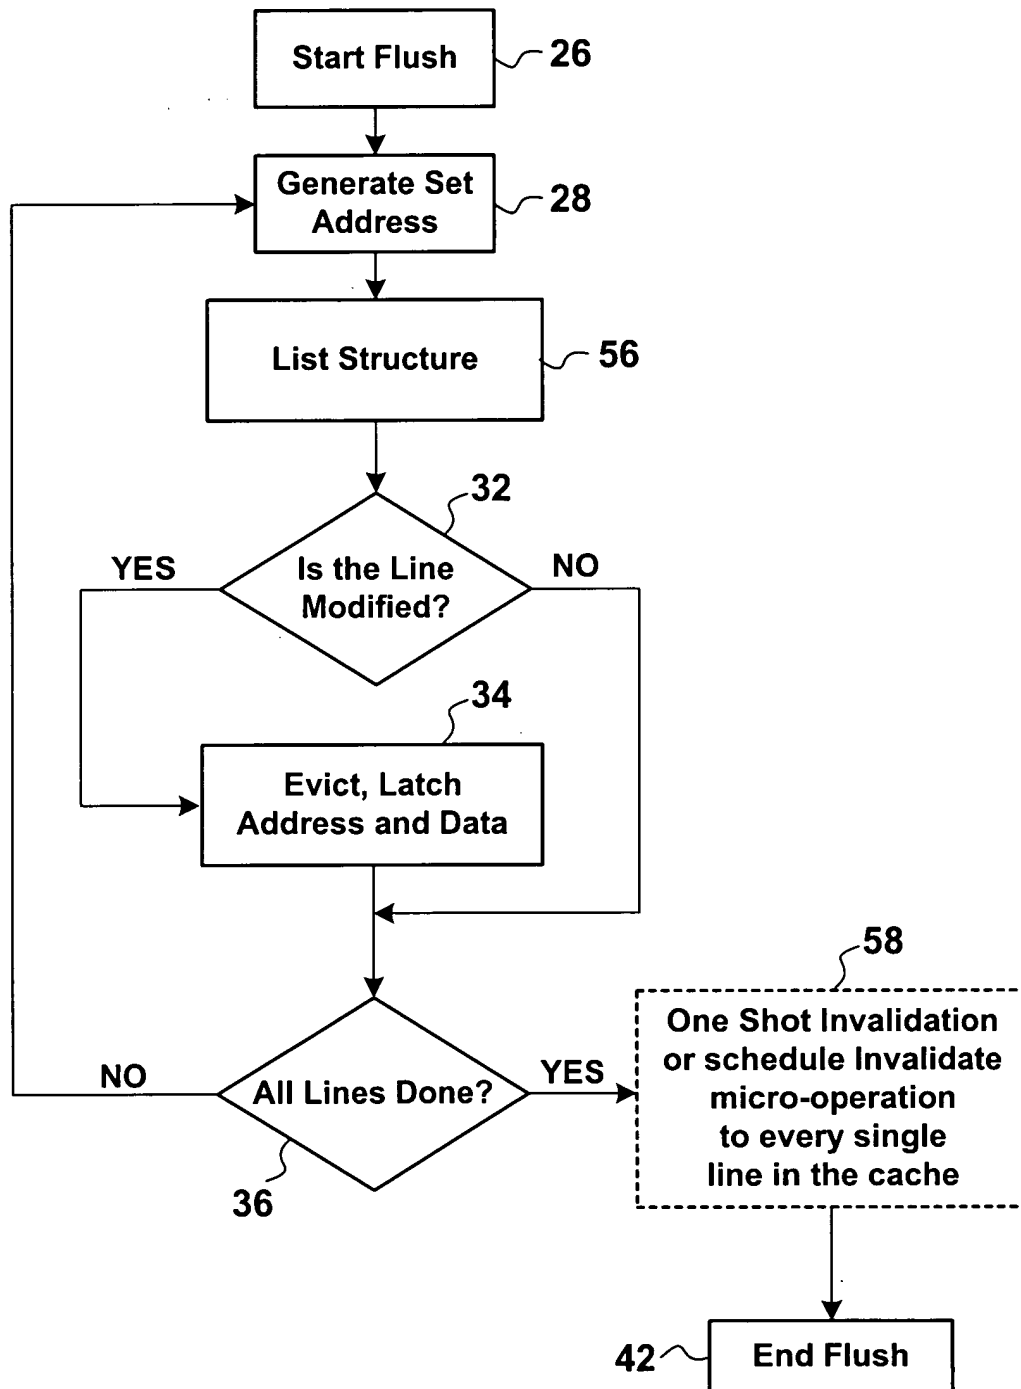 Start Flush
26
Generate Set
Address
28
List Structure
56
32
Is the Line
Modified?
YES
NO
34
Evict, Latch
Address and Data
58
One Shot Invalidation
or schedule Invalidate
micro-operation
to every single
line in the cache
All Lines Done?
NO
YES
36
42
End Flush